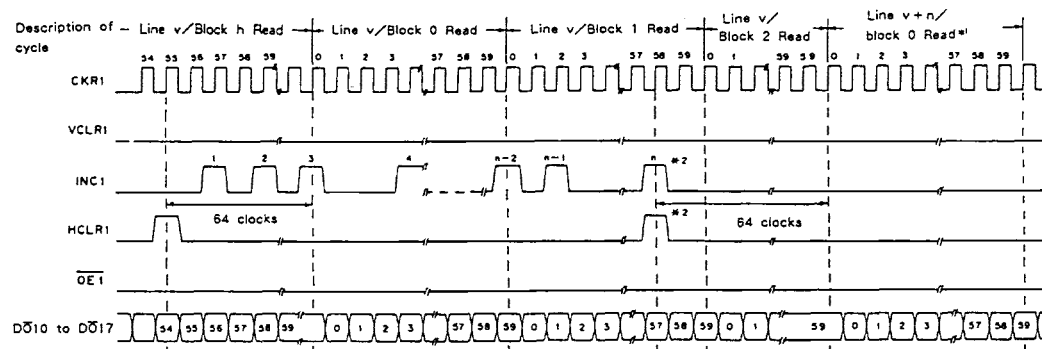 Description of cycle
Line v/Block h Read
Line v/Block 0 Read
Line v/Block 1 Read
Line v/ Block 2 Read
Line v+n/ block 0 Read*1
54 55 56 57 58 59 0 1 2 3 57 58 59 0 1 2 3 57 58 59 0 1 59 59 0 1 2 3 57 58 59
CKR1
VCLR1
1 2 3 4 n-2 n-1 n *2
INC1
64 clocks
*2
64 clocks
HCLR1
OE1
DO10 to DO17
54 55 56 57 58 59 0 1 2 3 57 58 59 0 1 2 3 57 58 59 0 1 59 0 1 2 3 57 58 59